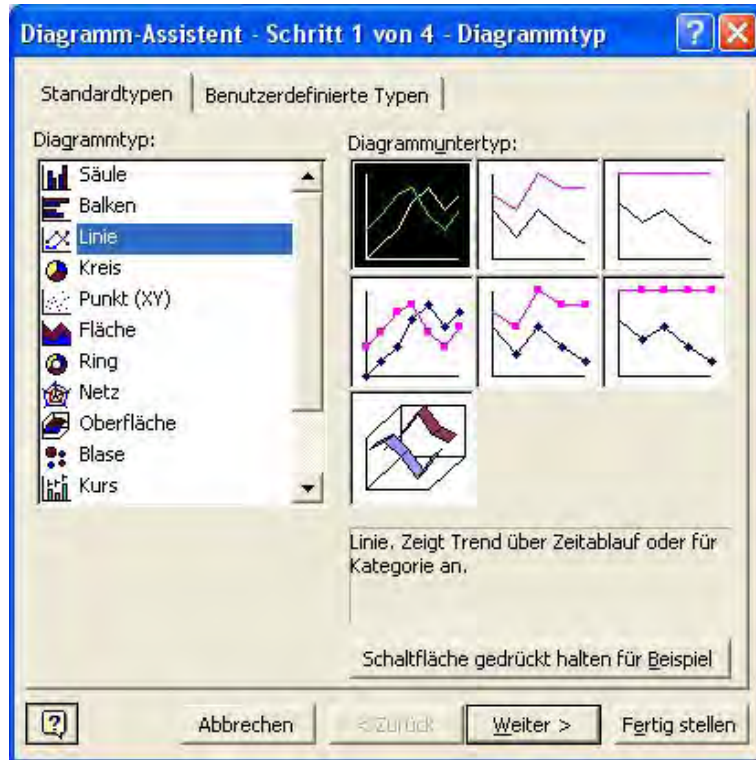 Diagramm-Assistent - Schritt 1 von 4 - Diagrammtyp
Standardtypen
Benutzerdefinierte Typen
Diagrammtyp:
Säule
Balken
Linie
Kreis
Punkt (XY)
Fläche
Ring
Netz
Oberfläche
Blase
Kurs
Diagrammuntertyp:
Linie. Zeigt Trend über Zeitablauf oder für
Kategorie an.
Schaltfläche gedrückt halten für Beispiel
Abbrechen
< Zurück
Weiter >
Fertig stellen